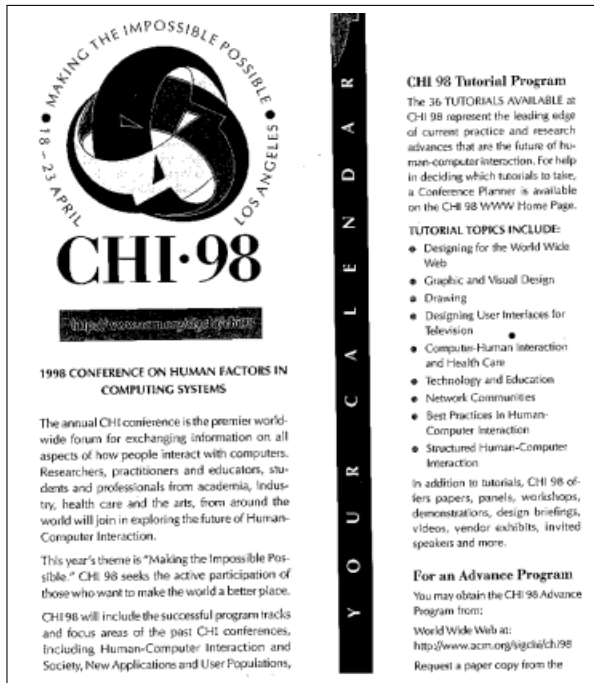 MAKING THE IMPOSSIBLE POSSIBLE
18 – 23 APRIL
LOS ANGELES
CHI·98
http://www.acm.org/sigchi/chi98
1998 CONFERENCE ON HUMAN FACTORS IN
COMPUTING SYSTEMS
The annual CHI conference is the premier world-
wide forum for exchanging information on all
aspects of how people interact with computers.
Researchers, practitioners and educators, stu-
dents and professionals from academia, indus-
try, health care and the arts, from around the
world will join in exploring the future of Human-
Computer Interaction.
This year's theme is "Making the Impossible Pos-
sible." CHI 98 seeks the active participation of
those who want to make the world a better place.
CHI 98 will include the successful program tracks
and focus areas of the past CHI conferences,
including Human-Computer Interaction and
Society, New Applications and User Populations,
YOUR CALENDAR
CHI 98 Tutorial Program
The 36 TUTORIALS AVAILABLE at
CHI 98 represent the leading edge
of current practice and research
advances that are the future of hu-
man-computer interaction. For help
in deciding which tutorials to take,
a Conference Planner is available
on the CHI 98 WWW Home Page.
TUTORIAL TOPICS INCLUDE:
Designing for the World Wide
Web
Graphic and Visual Design
Drawing
Designing User Interfaces for
Television
Computer-Human Interaction
and Health Care
Technology and Education
Network Communities
Best Practices in Human-
Computer Interaction
Structured Human-Computer
Interaction
In addition to tutorials, CHI 98 of-
fers papers, panels, workshops,
demonstrations, design briefings,
videos, vendor exhibits, invited
speakers and more.
For an Advance Program
You may obtain the CHI 98 Advance
Program from:
World Wide Web at:
http://www.acm.org/sigchi/chi98
Request a paper copy from the